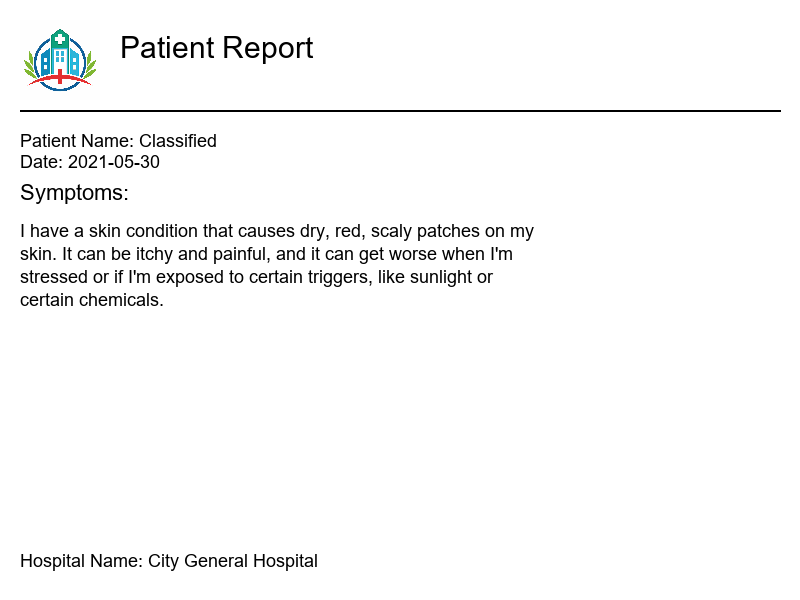 Patient Report
Patient Name: Classified
Date: 2021-05-30
Symptoms:
I have a skin condition that causes dry, red, scaly patches on my
skin. It can be itchy and painful, and it can get worse when I'm
stressed or if I'm exposed to certain triggers, like sunlight or
certain chemicals.
Hospital Name: City General Hospital